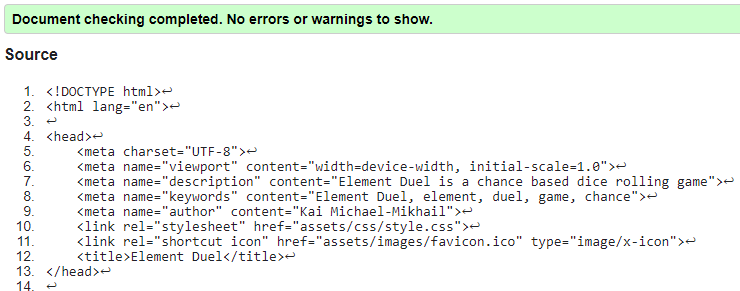 Document checking completed. No errors or warnings to show.
Source
1. <!DOCTYPE html>↩
2. <html lang="en">↩
3. ↩
4. <head>↩
5.     <meta charset="UTF-8">↩
6.     <meta name="viewport" content="width=device-width, initial-scale=1.0">↩
7.     <meta name="description" content="Element Duel is a chance based dice rolling game">↩
8.     <meta name="keywords" content="Element Duel, element, duel, game, chance">↩
9.     <meta name="author" content="Kai Michael-Mikhail">↩
10.     <link rel="stylesheet" href="assets/css/style.css">↩
11.     <link rel="shortcut icon" href="assets/images/favicon.ico" type="image/x-icon">↩
12.     <title>Element Duel</title>↩
13. </head>↩
14. ↩